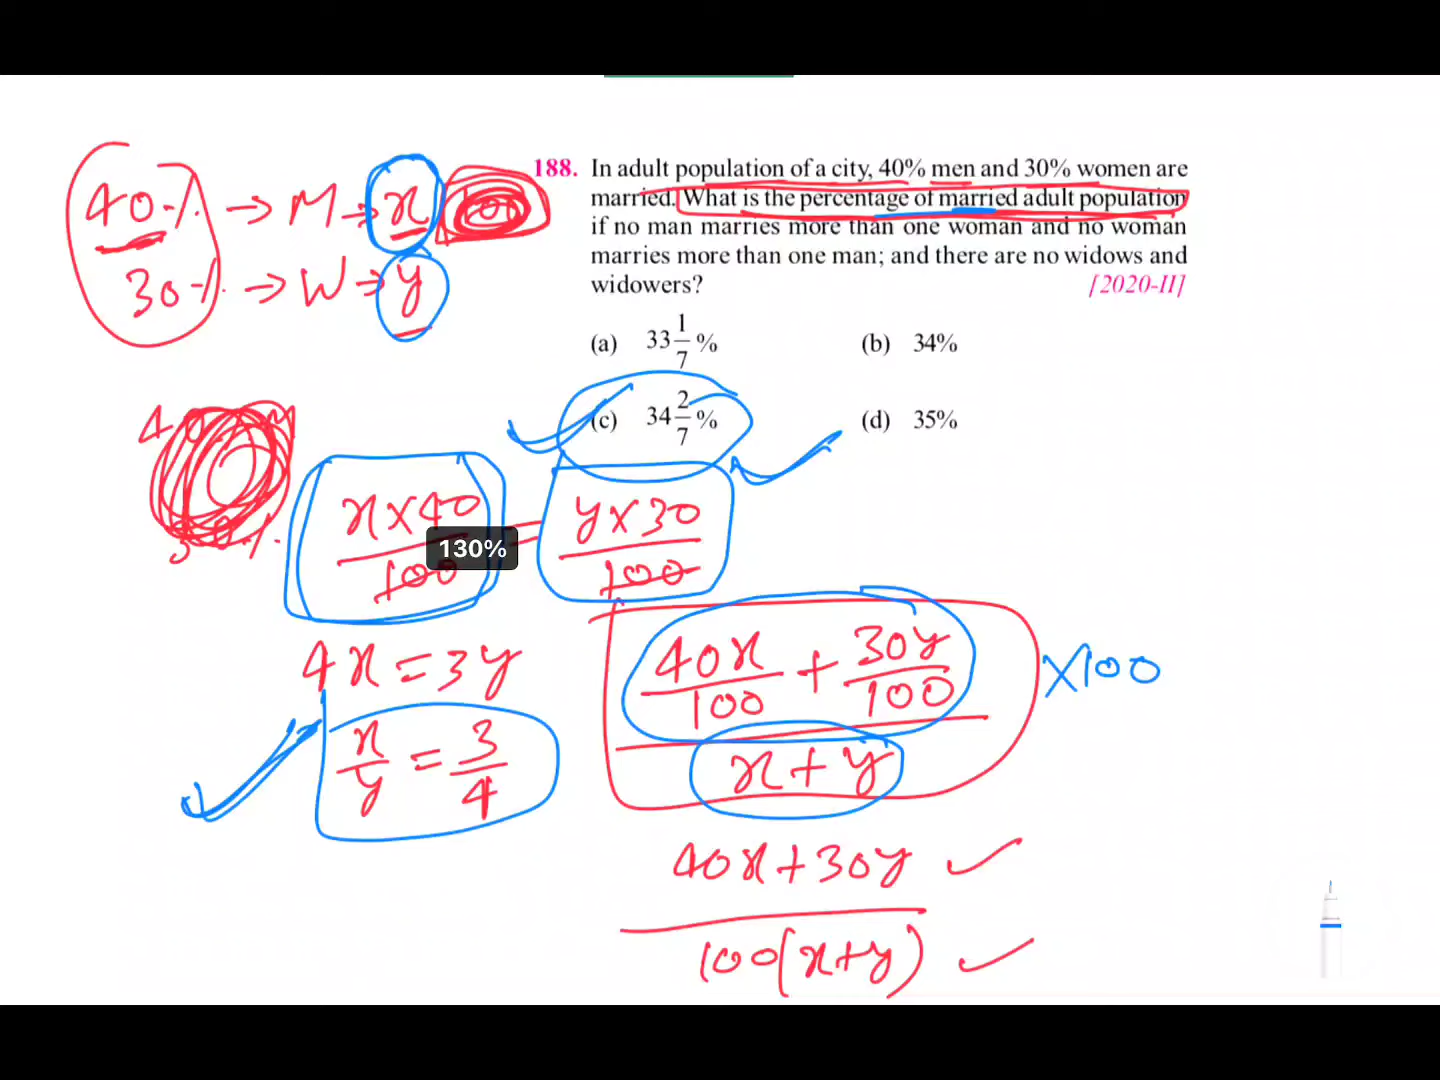 188. In adult population of a city, 40% men and 30% women are
married. What is the percentage of married adult population
if no man marries more than one woman and no woman
marries more than one man; and there are no widows and
widowers? [2020-II]
(a) 33 1/7 % (b) 34%
(c) 34 2/7 % (d) 35%
40% → M → x
30% → W → y
x×40/100 = y×30/100
130%
4x = 3y
x/y = 3/4
40x/100 + 30y/100
x+y
×100
40x+30y
100(x+y)